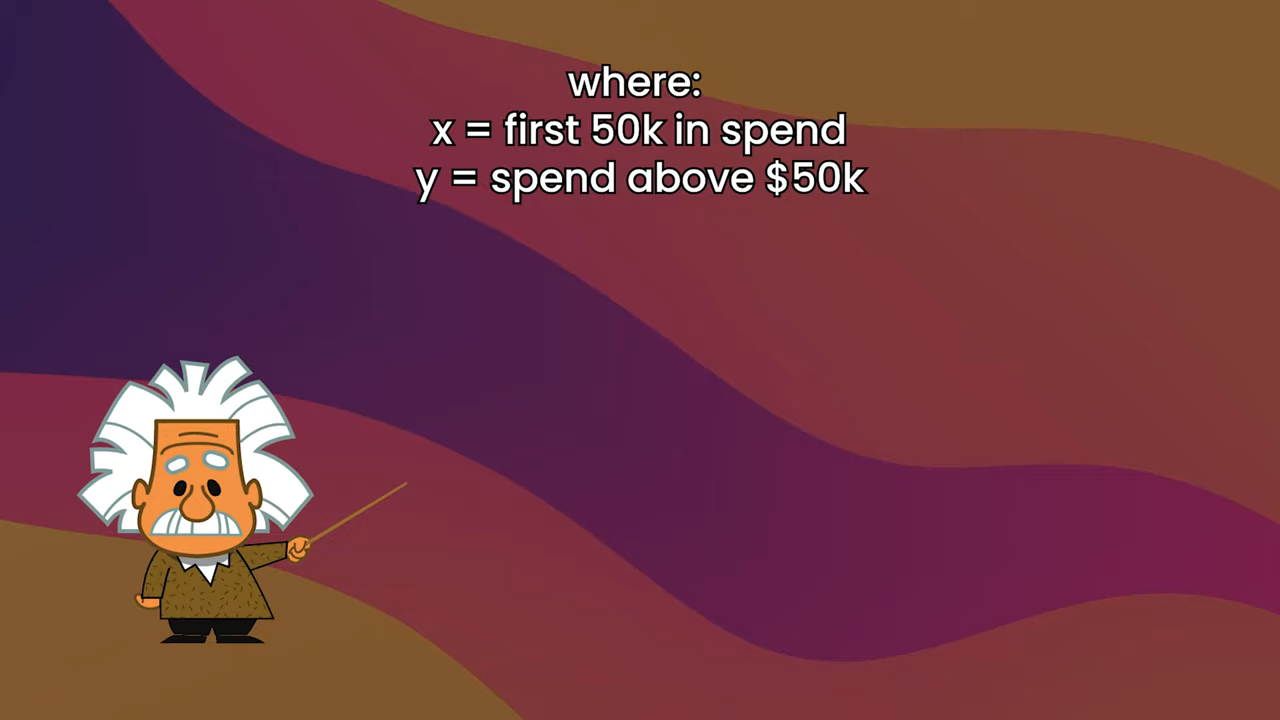 where:
x = first 50k in spend
y = spend above $50k